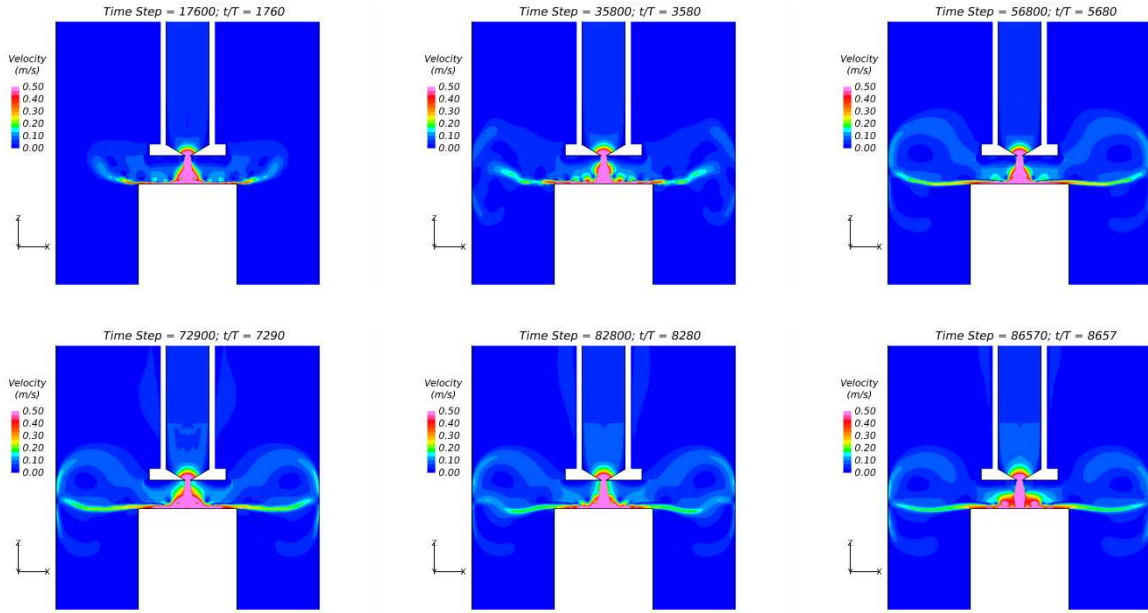 Time Step = 17600; t/T = 1760
Velocity
(m/s)
0.50
0.40
0.30
0.20
0.10
0.00
Z
X
Time Step = 35800; t/T = 3580
Velocity
(m/s)
0.50
0.40
0.30
0.20
0.10
0.00
Z
X
Time Step = 56800; t/T = 5680
Velocity
(m/s)
0.50
0.40
0.30
0.20
0.10
0.00
Z
X
Time Step = 72900; t/T = 7290
Velocity
(m/s)
0.50
0.40
0.30
0.20
0.10
0.00
Z
X
Time Step = 82800; t/T = 8280
Velocity
(m/s)
0.50
0.40
0.30
0.20
0.10
0.00
Z
X
Time Step = 86570; t/T = 8657
Velocity
(m/s)
0.50
0.40
0.30
0.20
0.10
0.00
Z
X